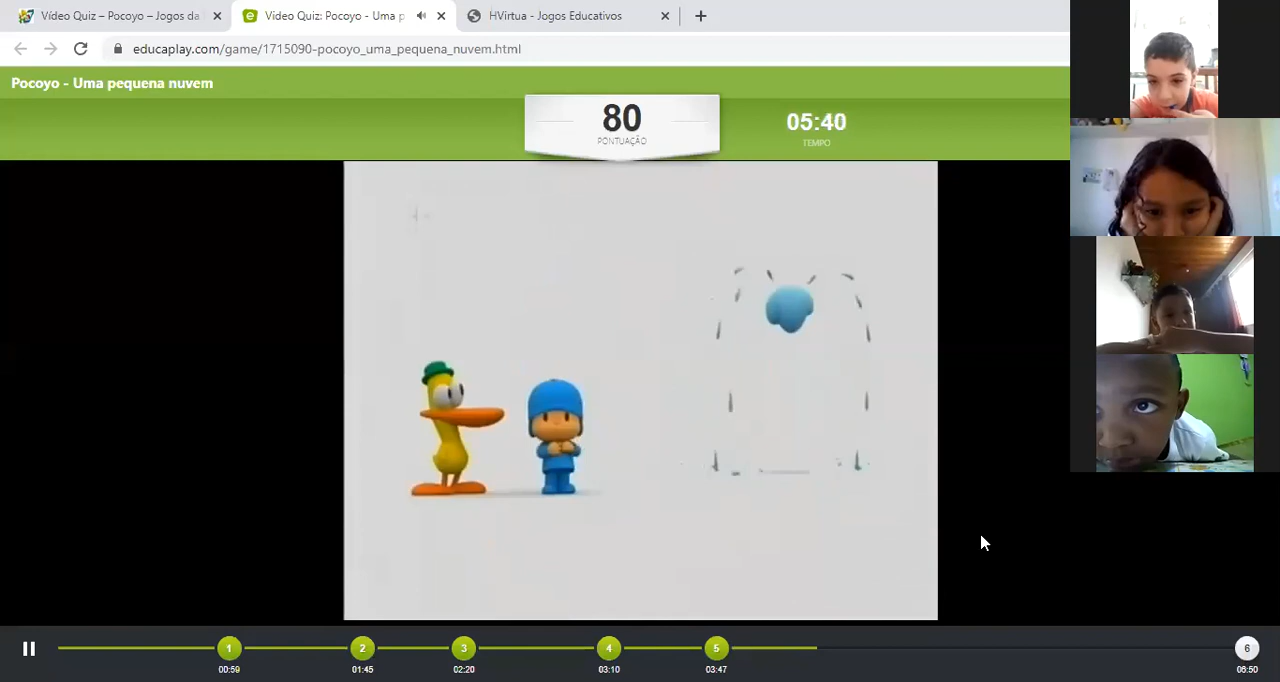 Vídeo Quiz – Pocoyo – Jogos da
Video Quiz: Pocoyo - Uma p
HVirtua - Jogos Educativos
educaplay.com/game/1715090-pocoyo_uma_pequena_nuvem.html
Pocoyo - Uma pequena nuvem
80
PONTUAÇÃO
05:40
TEMPO
1 2 3 4 5 6
00:59 01:45 02:20 03:10 03:47 06:50